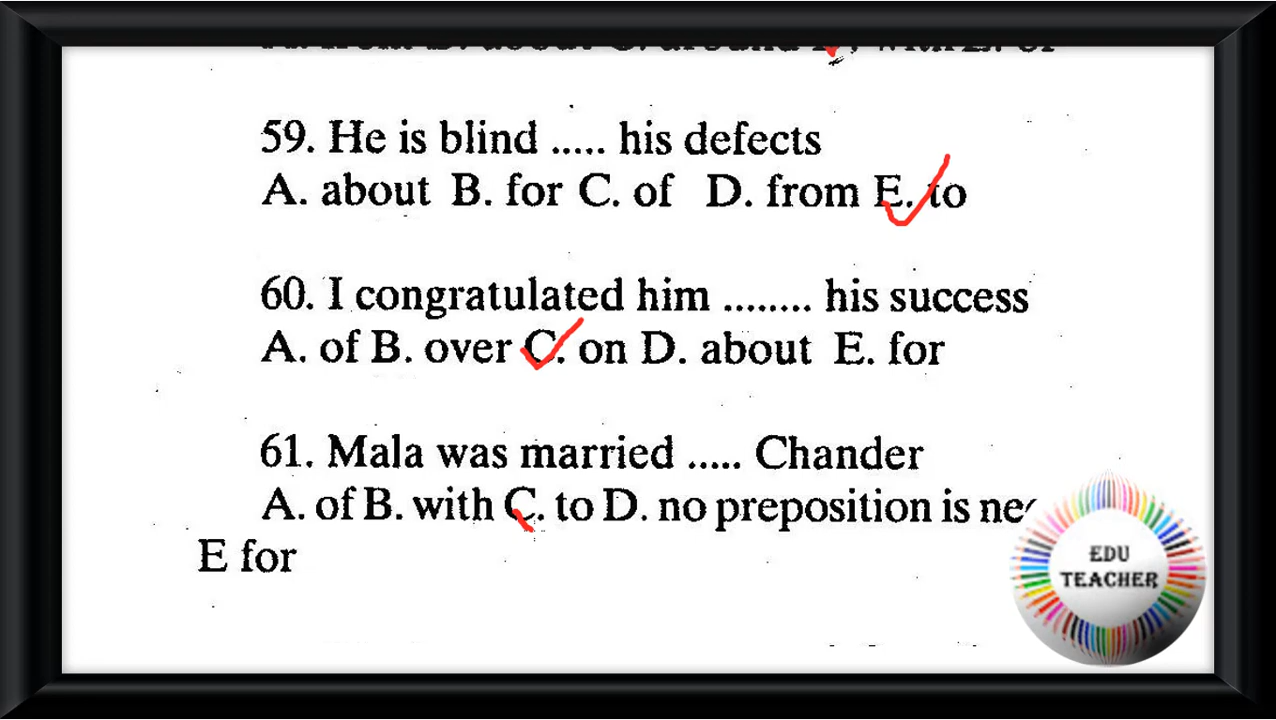 59. He is blind ..... his defects
A. about B. for C. of D. from E. to
60. I congratulated him ........ his success
A. of B. over C. on D. about E. for
61. Mala was married ..... Chander
A. of B. with C. to D. no preposition is
E for
EDU
TEACHER